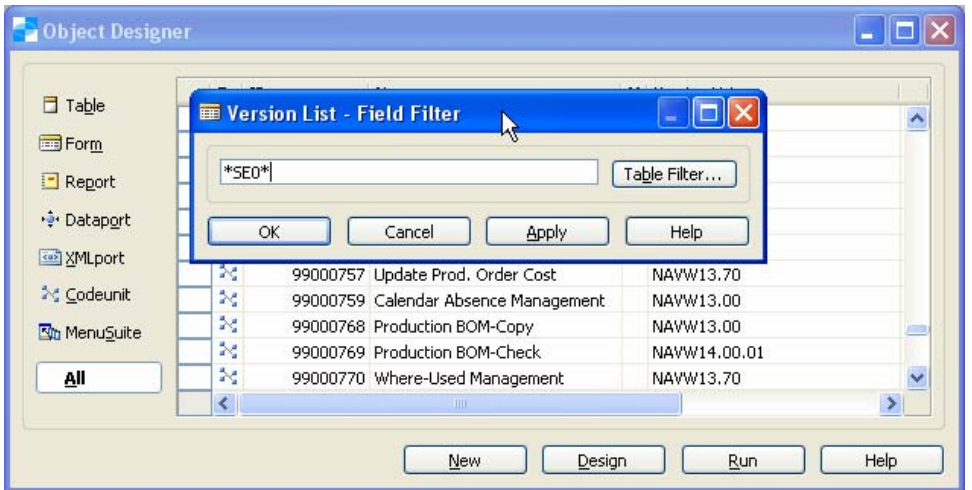 Object Designer
Table
Form
Report
Dataport
XMLport
Codeunit
MenuSuite
All
Version List - Field Filter
*SE0*
Table Filter...
OK Cancel Apply Help
99000757 Update Prod. Order Cost NAVW13.70
99000759 Calendar Absence Management NAVW13.00
99000768 Production BOM-Copy NAVW13.00
99000769 Production BOM-Check NAVW14.00.01
99000770 Where-Used Management NAVW13.70
New Design Run Help